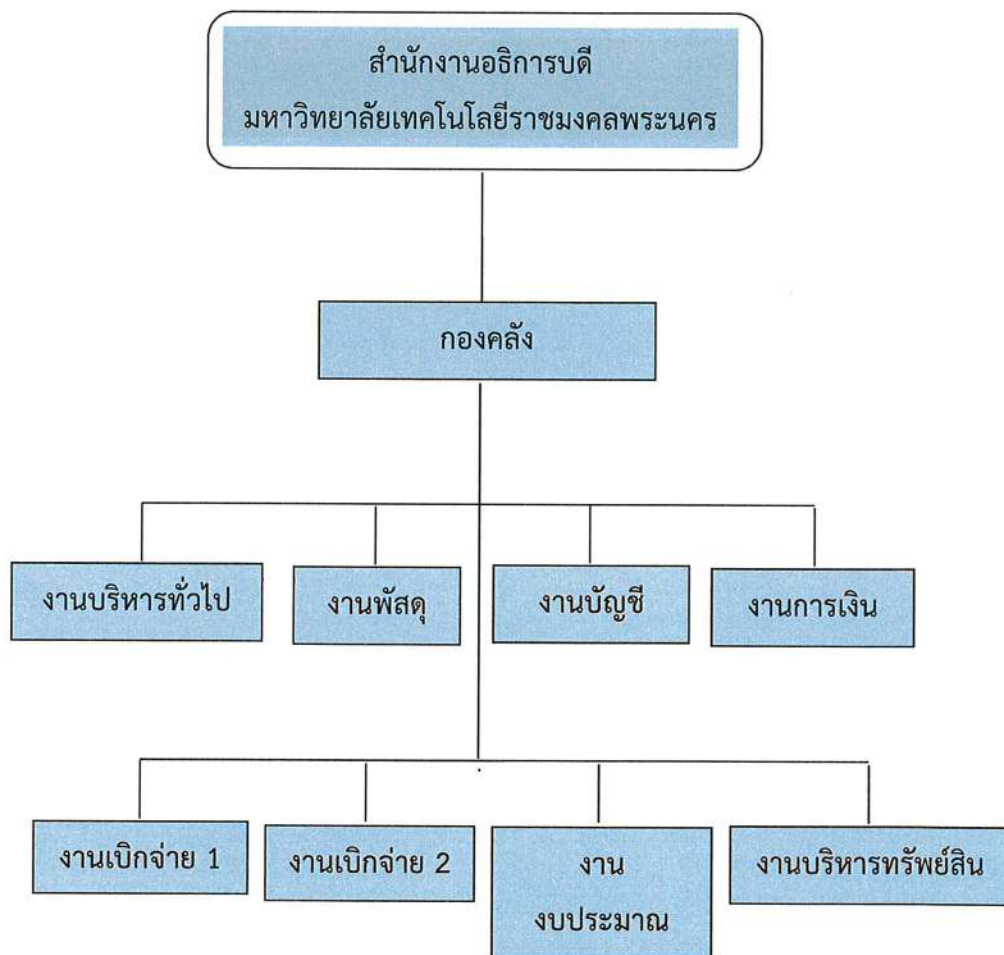 สำนักงานอธิการบดี
มหาวิทยาลัยเทคโนโลยีราชมงคลพระนคร
กองคลัง
งานบริหารทั่วไป
งานพัสดุ
งานบัญชี
งานการเงิน
งานเบิกจ่าย 1
งานเบิกจ่าย 2
งาน
งบประมาณ
งานบริหารทรัพย์สิน